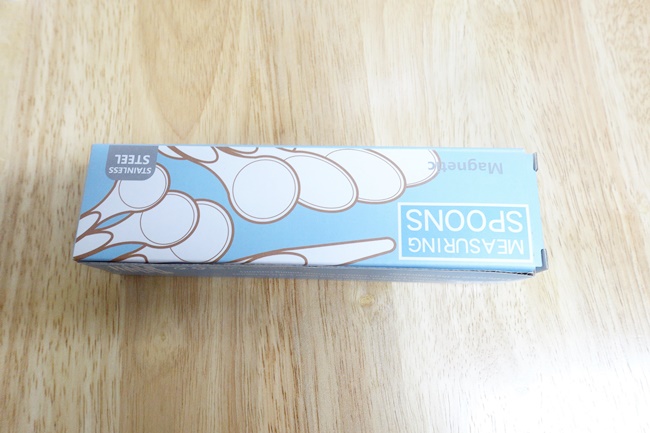 Magnetic
MEASURING
SPOONS
STAINLESS
STEEL